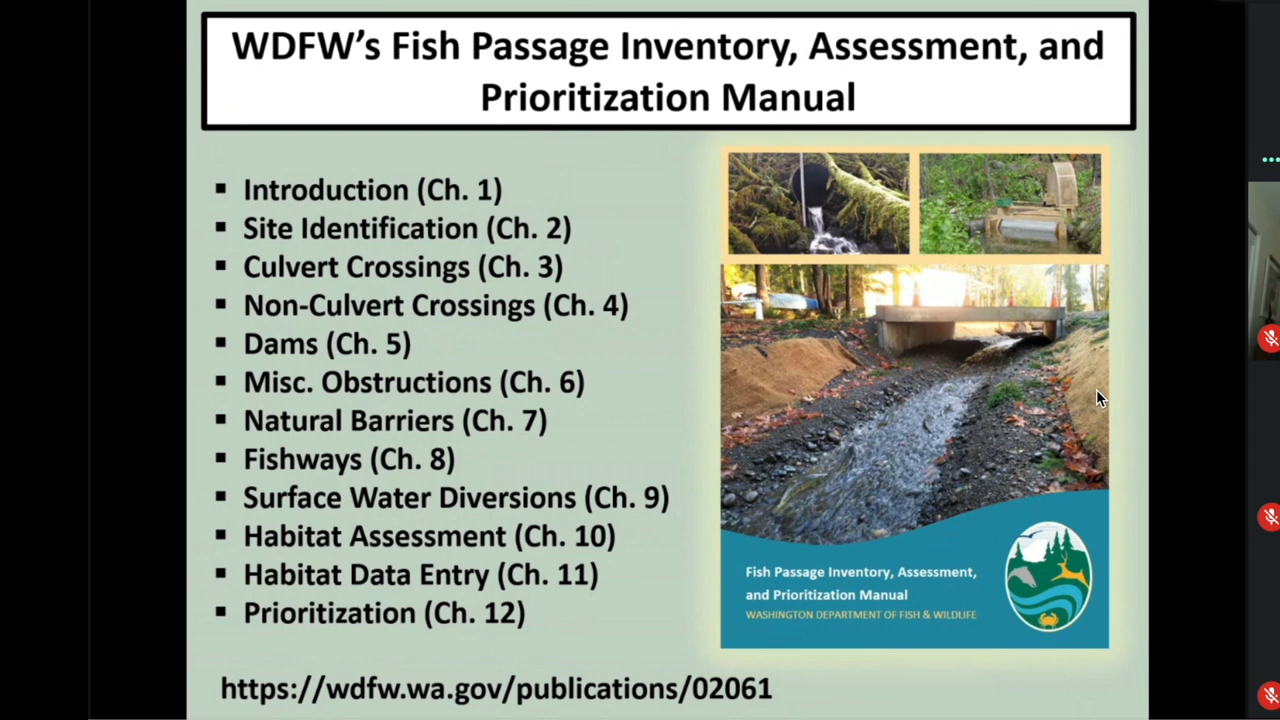 WDFW’s Fish Passage Inventory, Assessment, and
Prioritization Manual
▪ Introduction (Ch. 1)
▪ Site Identification (Ch. 2)
▪ Culvert Crossings (Ch. 3)
▪ Non-Culvert Crossings (Ch. 4)
▪ Dams (Ch. 5)
▪ Misc. Obstructions (Ch. 6)
▪ Natural Barriers (Ch. 7)
▪ Fishways (Ch. 8)
▪ Surface Water Diversions (Ch. 9)
▪ Habitat Assessment (Ch. 10)
▪ Habitat Data Entry (Ch. 11)
▪ Prioritization (Ch. 12)
https://wdfw.wa.gov/publications/02061
Fish Passage Inventory, Assessment,
and Prioritization Manual
WASHINGTON DEPARTMENT OF FISH & WILDLIFE